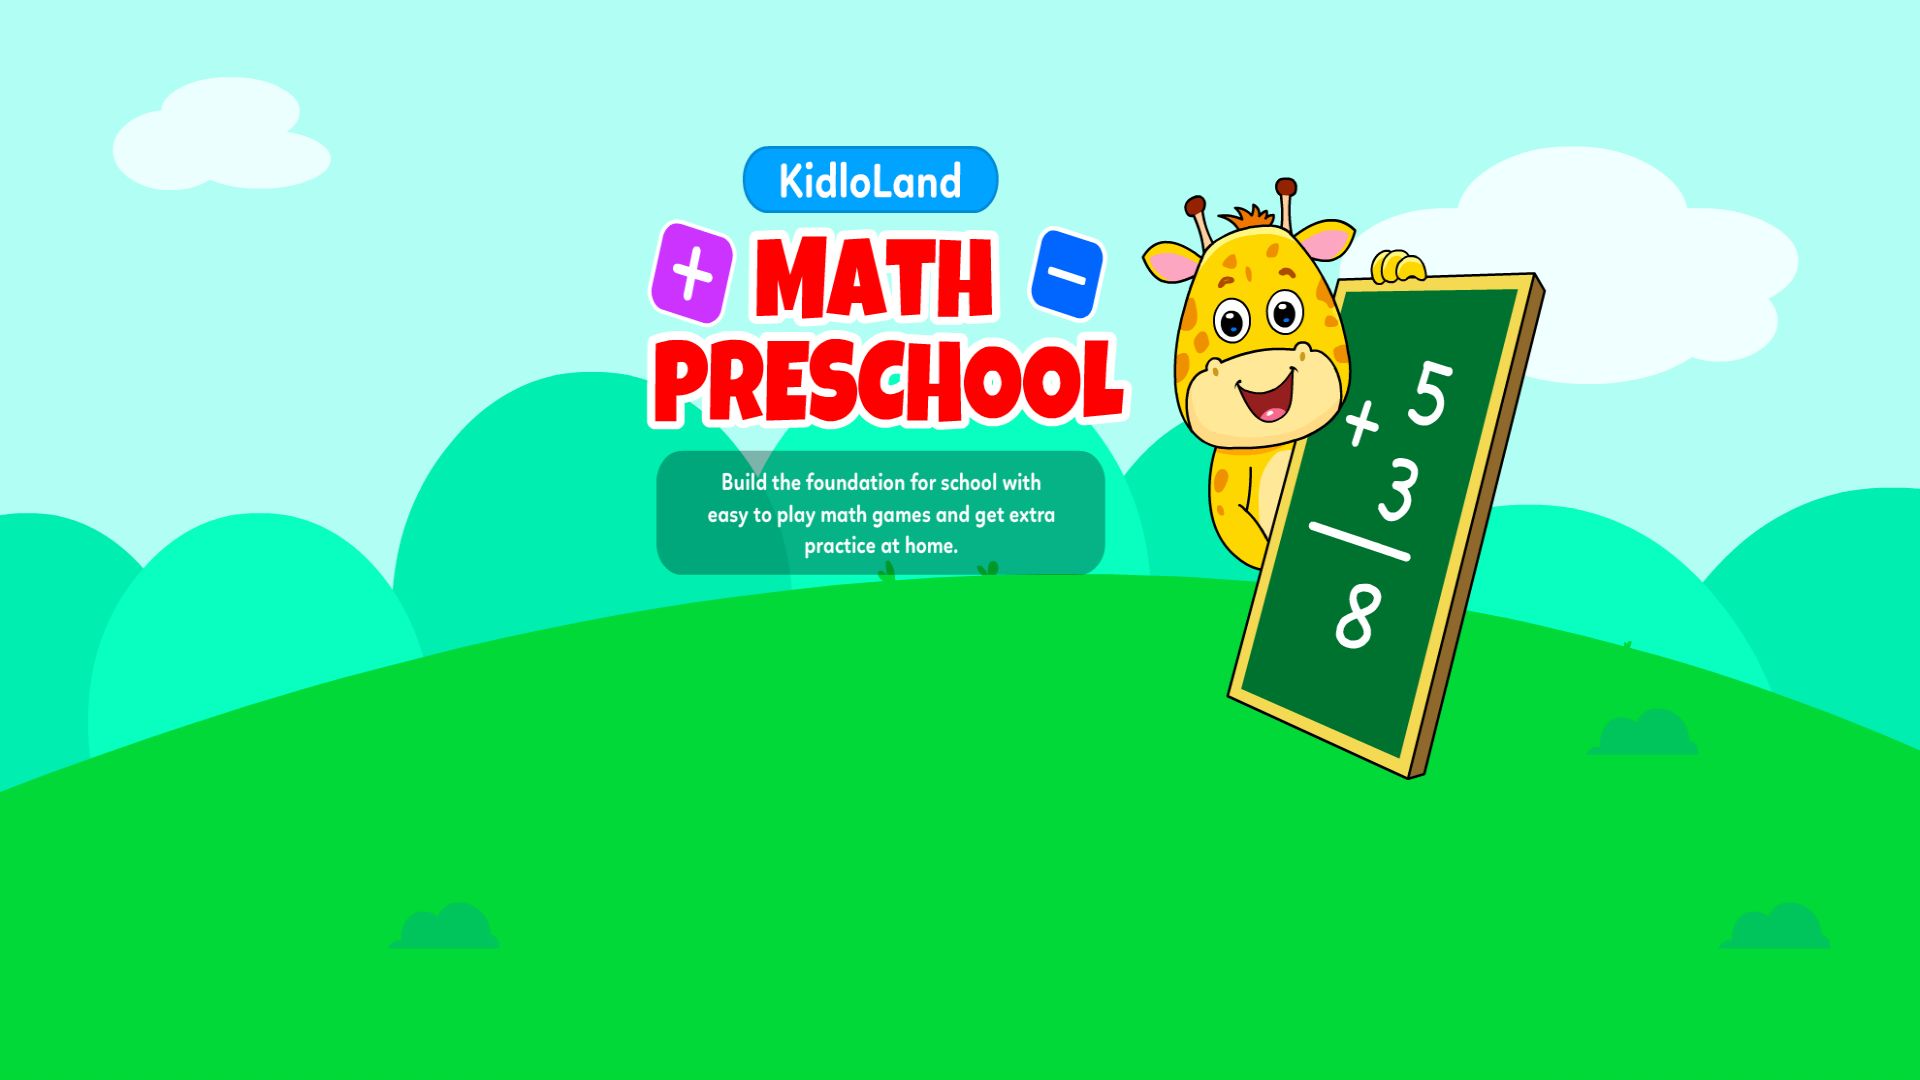 KidloLand
+ MATH −
PRESCHOOL
Build the foundation for school with
easy to play math games and get extra
practice at home.
5
+
3
8